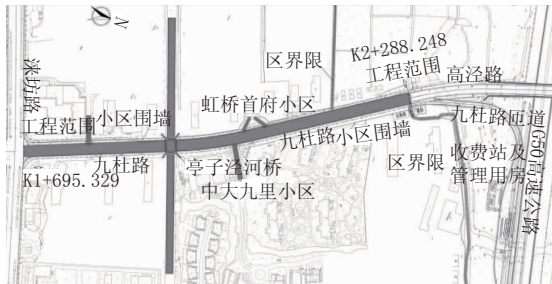 N
K2+288.248
区界限
工程范围
高泾路
涞坊路
虹桥首府小区
小区围墙
工程范围
九杜路
小区围墙
九杜路匝道
九杜路
亭子泾河桥
区界限
收费站及
管理用房
K1+695.329
中大九里小区
G50高速公路